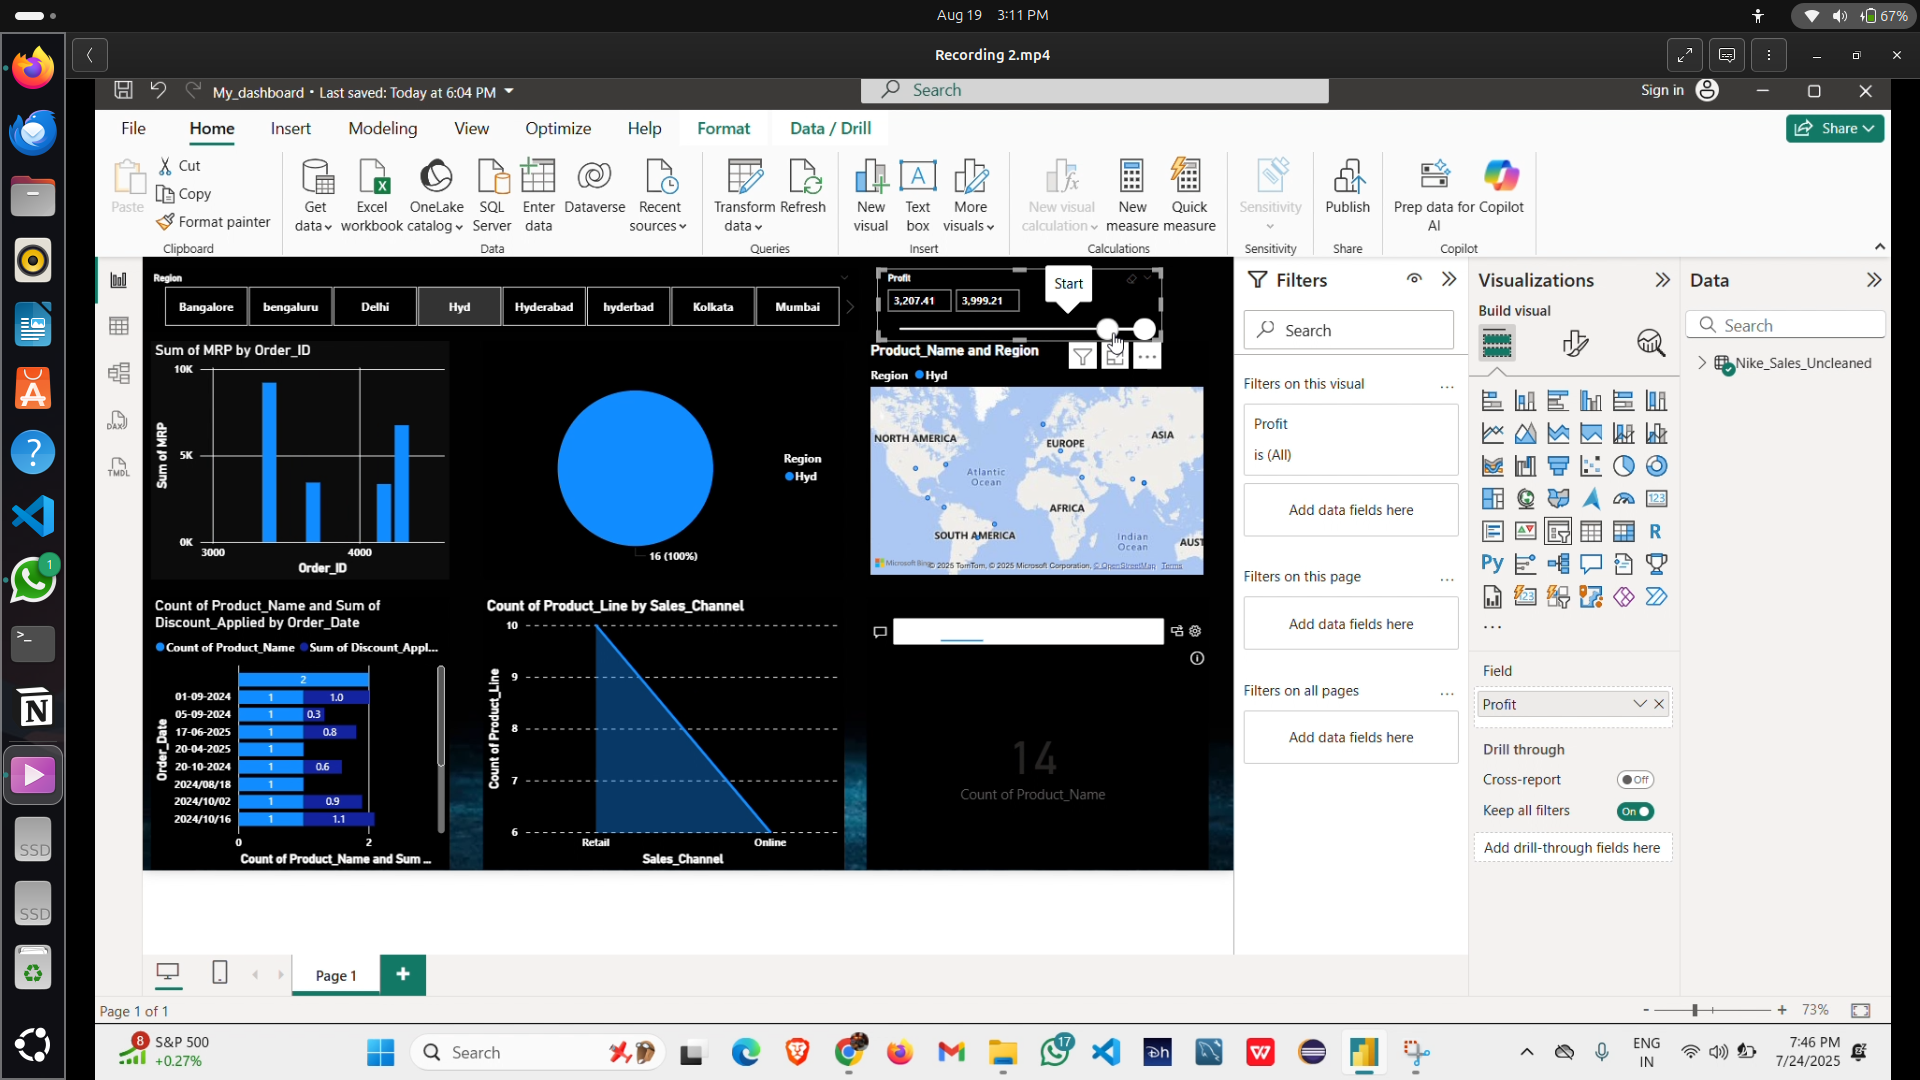 Aug 19 3:11 PM
67%
Recording 2.mp4
My_dashboard • Last saved: Today at 6:04 PM
Search
Sign in
File Home Insert Modeling View Optimize Help Format Data / Drill
Share
Paste
Cut
Copy
Format painter
Get data
Excel workbook
OneLake catalog
SQL Server
Enter data
Dataverse
Recent sources
Transform data
Refresh
New visual
Text box
More visuals
New visual calculation
New measure
Quick measure
Sensitivity
Publish
Prep data for AI
Copilot
Clipboard
Data
Queries
Insert
Calculations
Sensitivity
Share
Copilot
Region
Bangalore bengaluru Delhi Hyd Hyderabad hyderbad Kolkata Mumbai
Profit
3,207.41 3,999.21
Start
Sum of MRP by Order_ID
10K
5K
0K
3000 4000
Sum of MRP
Order_ID
Region
Hyd
16 (100%)
Product_Name and Region
Region Hyd
NORTH AMERICA
EUROPE
ASIA
Atlantic Ocean
AFRICA
SOUTH AMERICA
Indian Ocean
AUST
Microsoft Bing
© 2025 TomTom, © 2025 Microsoft Corporation, © OpenStreetMap Terms
Count of Product_Name and Sum of
Discount_Applied by Order_Date
Count of Product_Name Sum of Discount_Appl...
2
01-09-2024 1 1.0
05-09-2024 1 0.3
17-06-2025 1 0.8
20-04-2025 1
20-10-2024 1 0.6
2024/08/18 1
2024/10/02 1 0.9
2024/10/16 1 1.1
0 2
Order_Date
Count of Product_Name and Sum ...
Count of Product_Line by Sales_Channel
10
9
8
7
6
Count of Product_Line
Retail Online
Sales_Channel
14
Count of Product_Name
Filters
Search
Filters on this visual
Profit
is (All)
Add data fields here
Filters on this page
Add data fields here
Filters on all pages
Add data fields here
Visualizations
Build visual
123
R
Py
Field
Profit
Drill through
Cross-report
Off
Keep all filters
On
Add drill-through fields here
Data
Search
Nike_Sales_Uncleaned
DAX
TMDL
1
SSD
SSD
Page 1
Page 1 of 1
73%
8
S&P 500
+0.27%
Search
17
Dh
ENG
IN
7:46 PM
7/24/2025